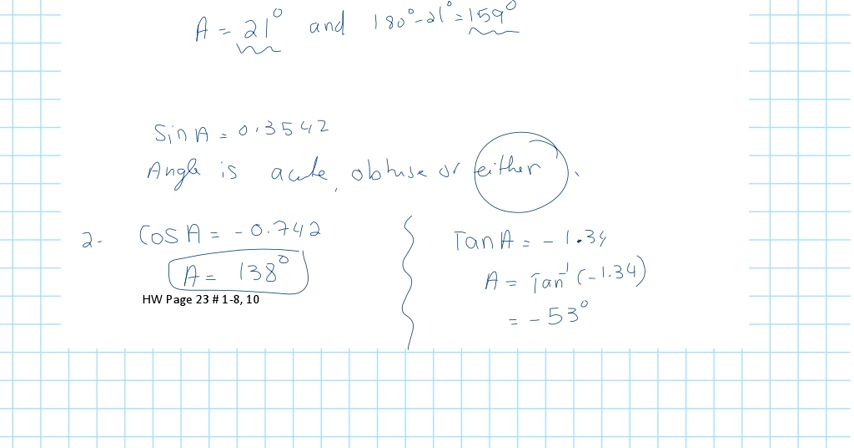 A = 21° and 180°-21°=159°
Sin A = 0.3542
Angle is acute, obtuse or either.
2- Cos A = -0.742
A = 138°
HW Page 23 # 1-8, 10
Tan A = -1.34
A = Tan⁻¹(-1.34)
= -53°